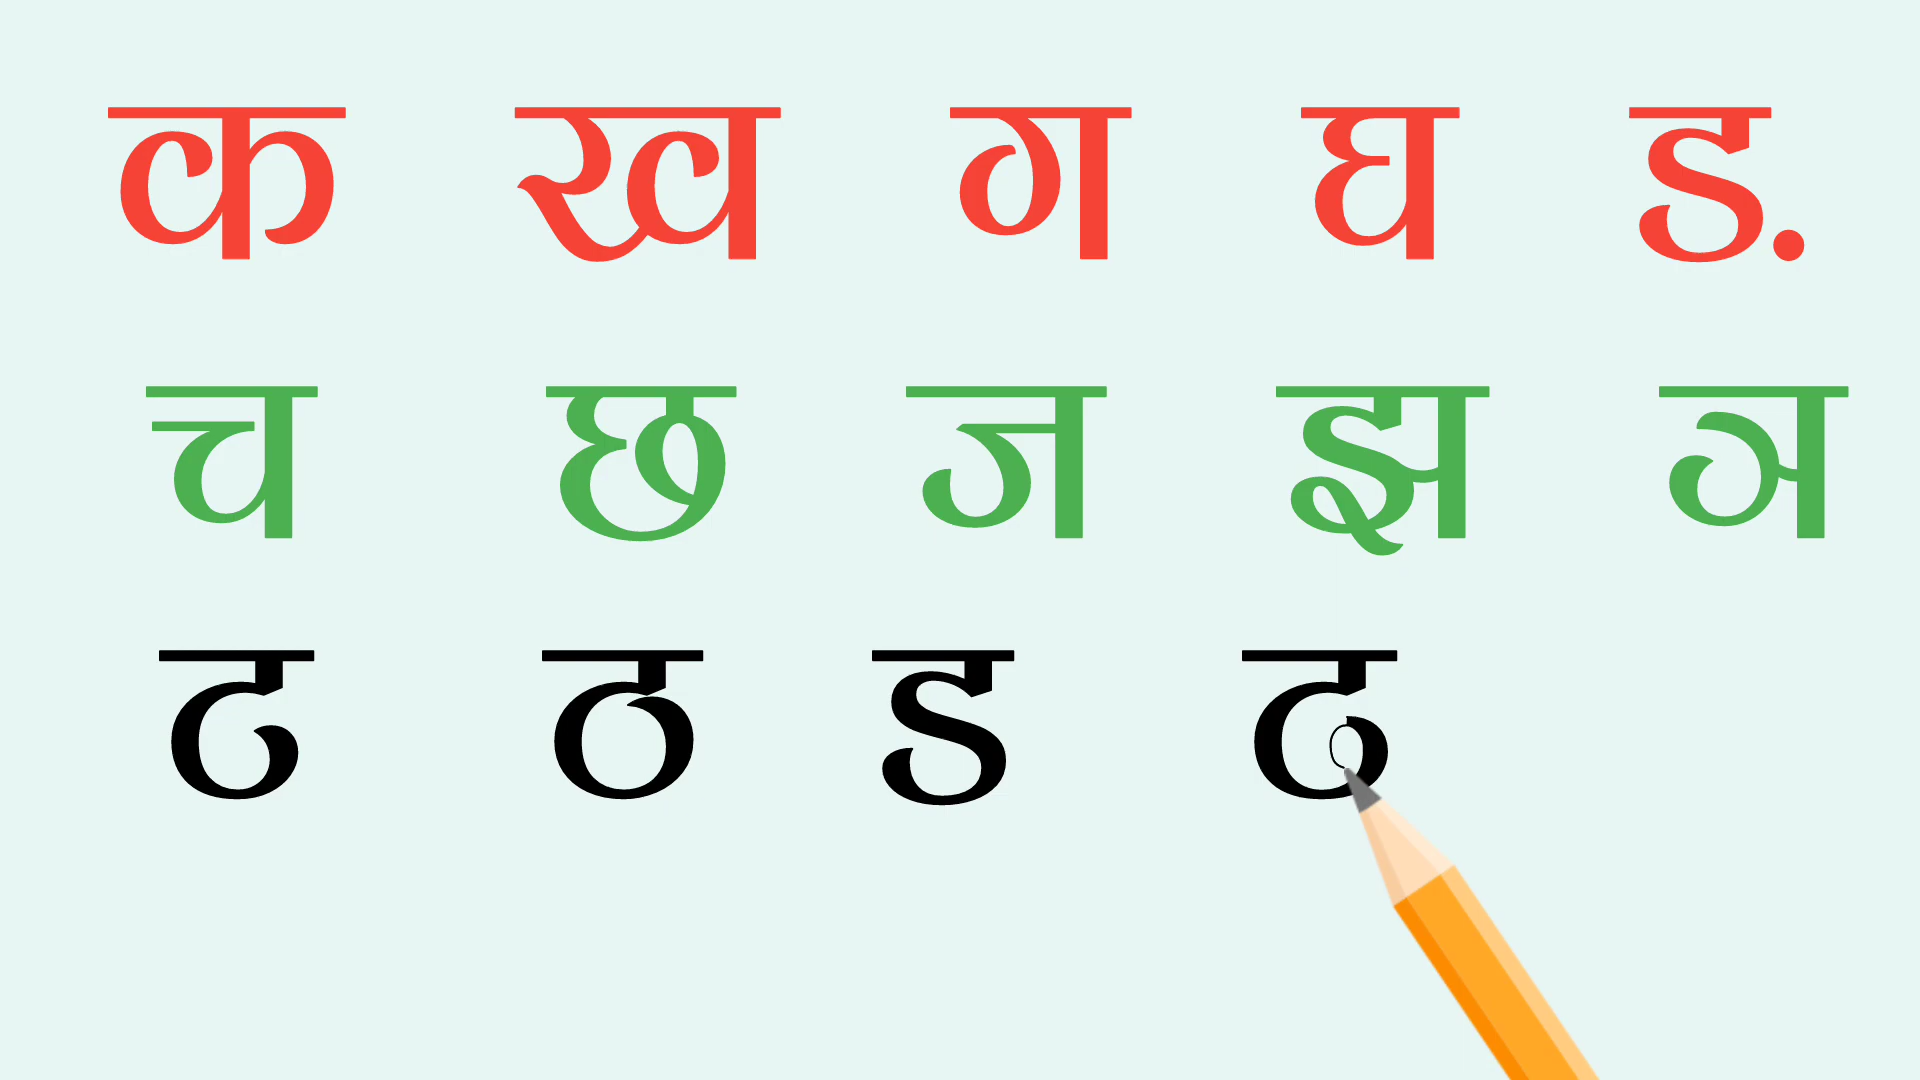 क ख ग घ ङ
च छ ज झ ञ
ट ठ ड ढ